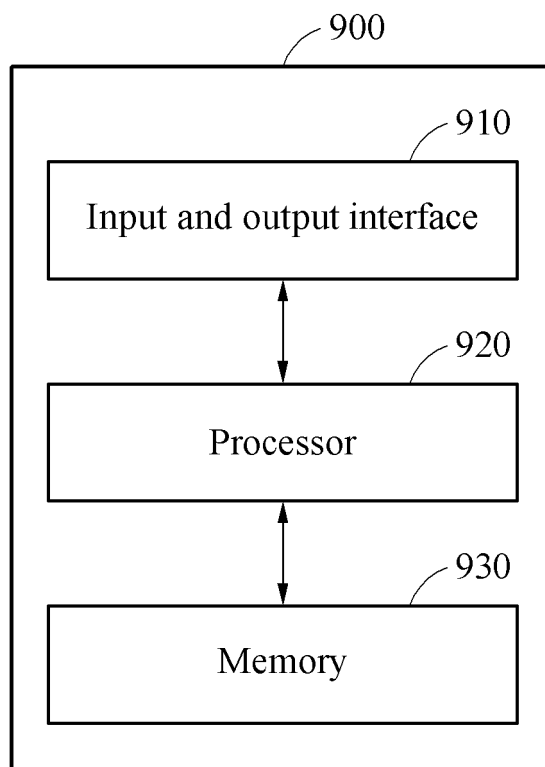 900
910
Input and output interface
920
Processor
930
Memory